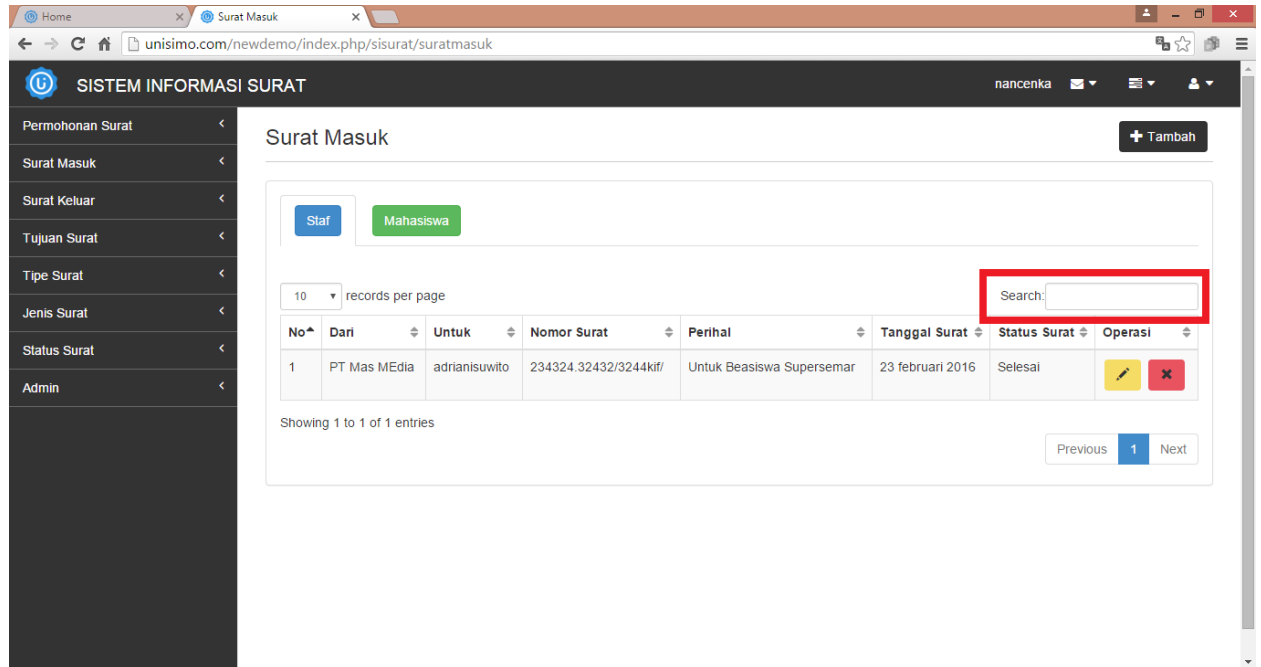 Home
Surat Masuk
unisimo.com/newdemo/index.php/sisurat/suratmasuk
SISTEM INFORMASI SURAT
nancenka
Permohonan Surat
Surat Masuk
Surat Keluar
Tujuan Surat
Tipe Surat
Jenis Surat
Status Surat
Admin
Surat Masuk
Tambah
Staf
Mahasiswa
10 records per page
Search:
No Dari Untuk Nomor Surat Perihal Tanggal Surat Status Surat Operasi
1 PT Mas MEdia adrianisuwito 234324.32432/3244kif/ Untuk Beasiswa Supersemar 23 februari 2016 Selesai
Showing 1 to 1 of 1 entries
Previous 1 Next